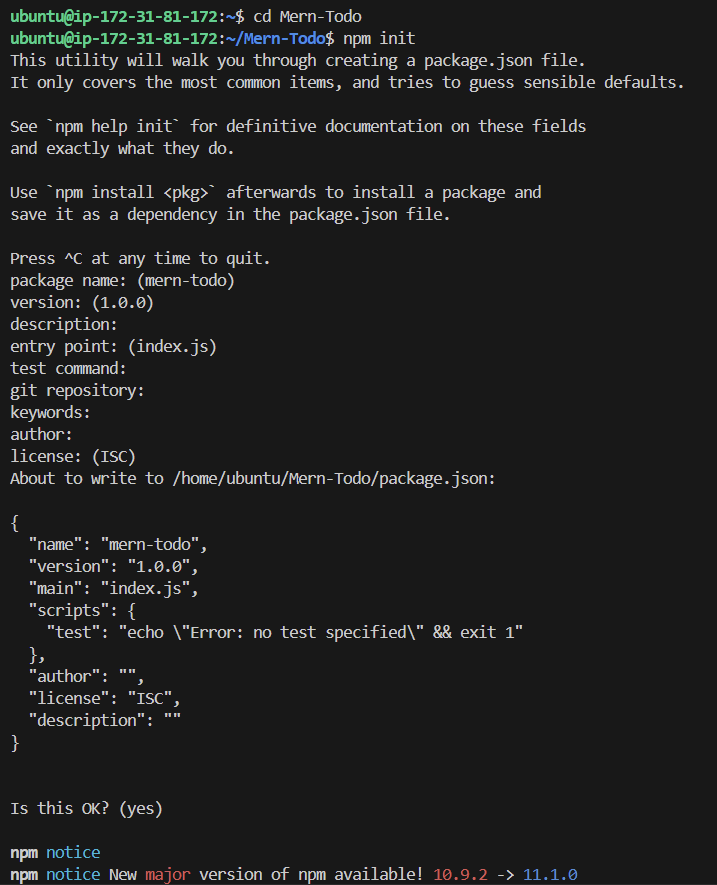 ubuntu@ip-172-31-81-172:~$ cd Mern-Todo
ubuntu@ip-172-31-81-172:~/Mern-Todo$ npm init
This utility will walk you through creating a package.json file.
It only covers the most common items, and tries to guess sensible defaults.

See `npm help init` for definitive documentation on these fields
and exactly what they do.

Use `npm install <pkg>` afterwards to install a package and
save it as a dependency in the package.json file.

Press ^C at any time to quit.
package name: (mern-todo)
version: (1.0.0)
description:
entry point: (index.js)
test command:
git repository:
keywords:
author:
license: (ISC)
About to write to /home/ubuntu/Mern-Todo/package.json:

{
  "name": "mern-todo",
  "version": "1.0.0",
  "main": "index.js",
  "scripts": {
    "test": "echo \"Error: no test specified\" && exit 1"
  },
  "author": "",
  "license": "ISC",
  "description": ""
}

Is this OK? (yes)

npm notice
npm notice New major version of npm available! 10.9.2 -> 11.1.0